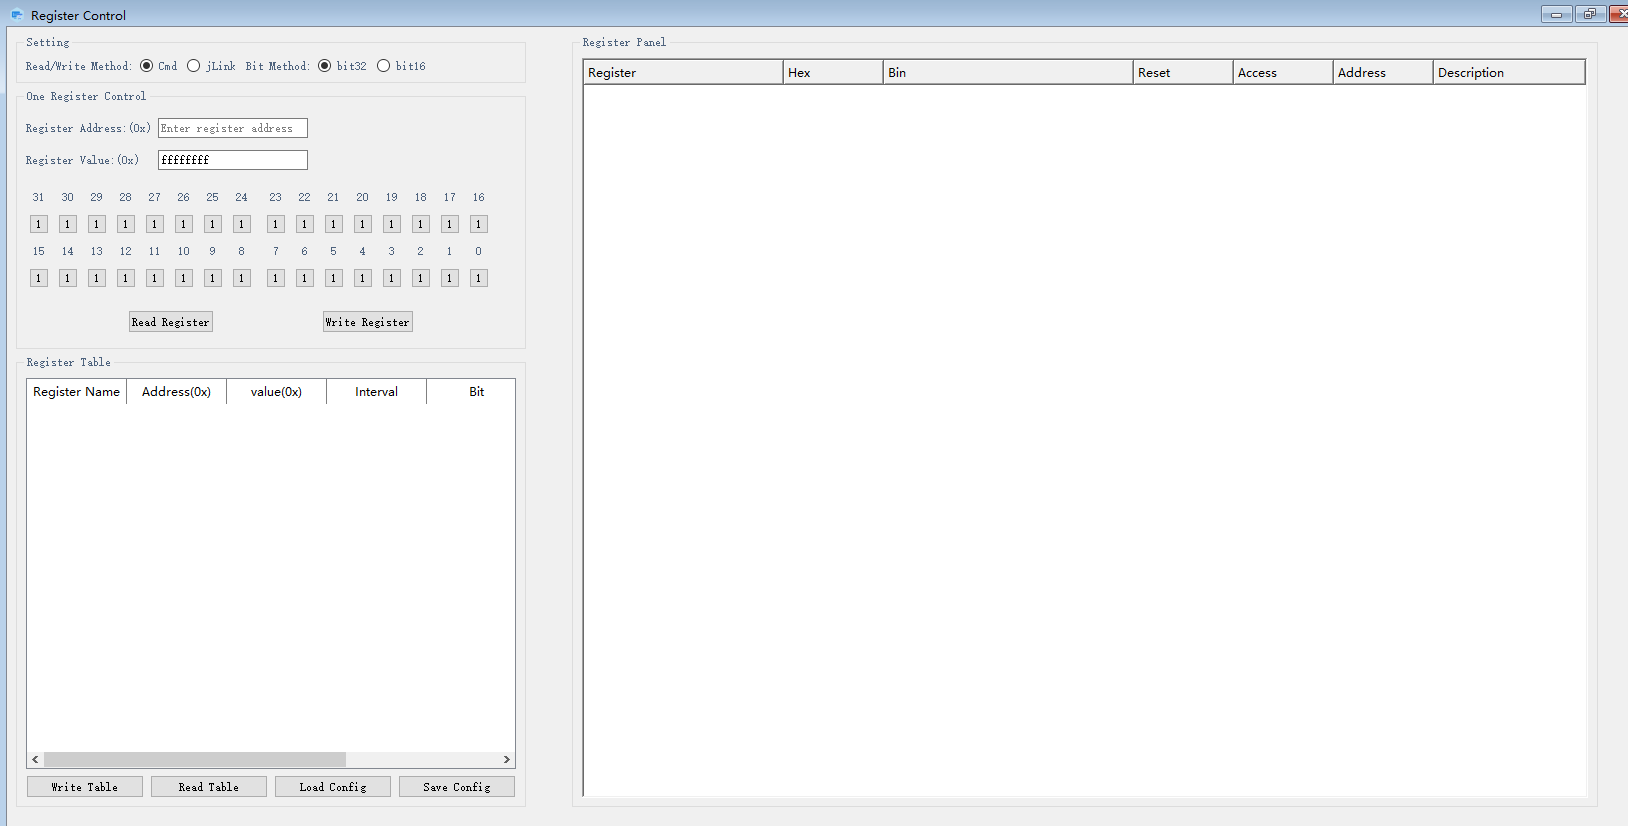 Register Control
Setting
Read/Write Method: Cmd jLink Bit Method: bit32 bit16
One Register Control
Register Address:(0x) Enter register address
Register Value:(0x) ffffffff
31 30 29 28 27 26 25 24 23 22 21 20 19 18 17 16
1 1 1 1 1 1 1 1 1 1 1 1 1 1 1 1
15 14 13 12 11 10 9 8 7 6 5 4 3 2 1 0
1 1 1 1 1 1 1 1 1 1 1 1 1 1 1 1
Read Register Write Register
Register Table
Register Name Address(0x) value(0x) Interval Bit
Write Table Read Table Load Config Save Config
Register Panel
Register Hex Bin Reset Access Address Description